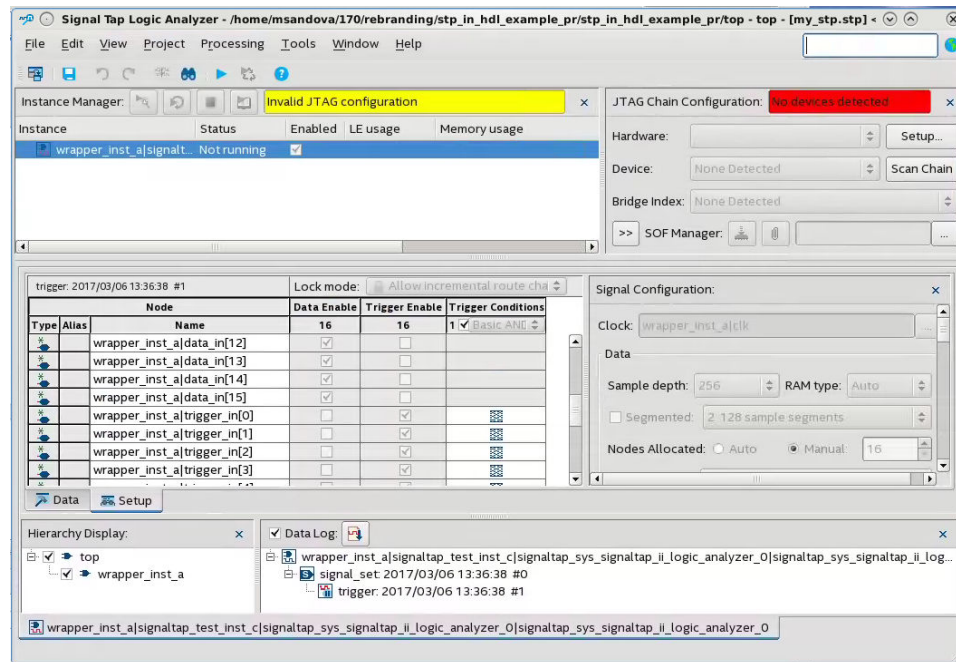 Signal Tap Logic Analyzer - /home/msandova/170/rebranding/stp_in_hdl_example_pr/stp_in_hdl_example_pr/top - top - [my_stp.stp] <
File Edit View Project Processing Tools Window Help
Instance Manager: Invalid JTAG configuration x
Instance Status Enabled LE usage Memory usage
wrapper_inst_a|signalt... Not running
JTAG Chain Configuration: No devices detected x
Hardware: Setup...
Device: None Detected Scan Chain
Bridge Index: None Detected
>> SOF Manager: ...
trigger: 2017/03/06 13:36:38 #1 Lock mode: Allow incremental route cha
Node Data Enable Trigger Enable Trigger Conditions
Type Alias Name 16 16 1 Basic AND
wrapper_inst_a|data_in[12]
wrapper_inst_a|data_in[13]
wrapper_inst_a|data_in[14]
wrapper_inst_a|data_in[15]
wrapper_inst_a|trigger_in[0]
wrapper_inst_a|trigger_in[1]
wrapper_inst_a|trigger_in[2]
wrapper_inst_a|trigger_in[3]
Signal Configuration: x
Clock: wrapper_inst_a|clk ...
Data
Sample depth: 256 RAM type: Auto
Segmented: 2 128 sample segments
Nodes Allocated: Auto Manual: 16
Data Setup
Hierarchy Display: x
top
wrapper_inst_a
Data Log: x
wrapper_inst_a|signaltap_test_inst_c|signaltap_sys_signaltap_ii_logic_analyzer_0|signaltap_sys_signaltap_ii_log...
signal_set: 2017/03/06 13:36:38 #0
trigger: 2017/03/06 13:36:38 #1
wrapper_inst_a|signaltap_test_inst_c|signaltap_sys_signaltap_ii_logic_analyzer_0|signaltap_sys_signaltap_ii_logic_analyzer_0